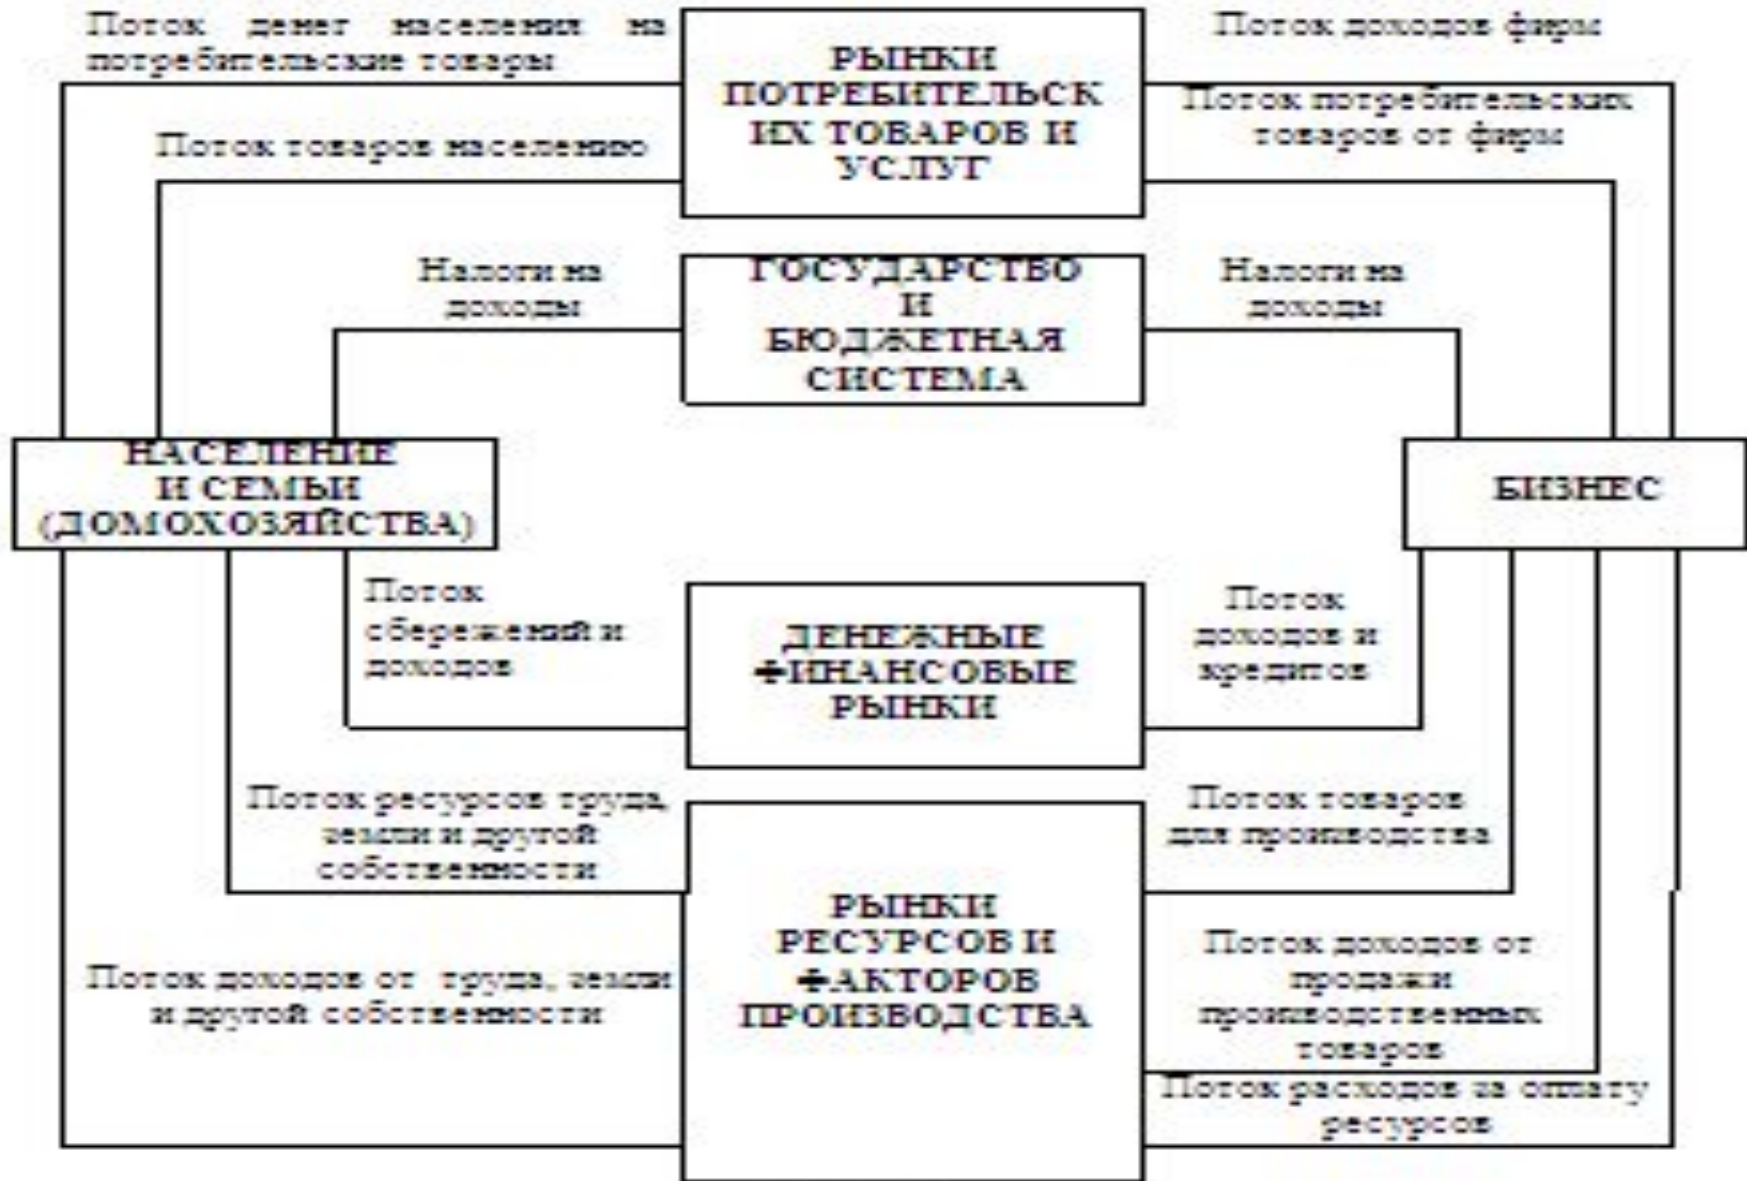 Поток денег населения на
потребительские товары
РЫНКИ
ПОТРЕБИТЕЛЬСК
ИХ ТОВАРОВ И
УСЛУГ
Поток доходов фирм
Поток потребительских
товаров от фирм
Поток товаров населению
Налоги на
доходы
ГОСУДАРСТВО
И
БЮДЖЕТНАЯ
СИСТЕМА
Налоги на
доходы
НАСЕЛЕНИЕ
И СЕМЬИ
(ДОМОХОЗЯЙСТВА)
БИЗНЕС
Поток
сбережений и
доходов
ДЕНЕЖНЫЕ
ФИНАНСОВЫЕ
РЫНКИ
Поток
доходов и
кредитов
Поток ресурсов труда,
земли и другой
собственности
Поток товаров
для производства
РЫНКИ
РЕСУРСОВ И
ФАКТОРОВ
ПРОИЗВОДСТВА
Поток доходов от труда, земли
и другой собственности
Поток доходов от
продажи
производственных
товаров
Поток расходов за оплату
ресурсов